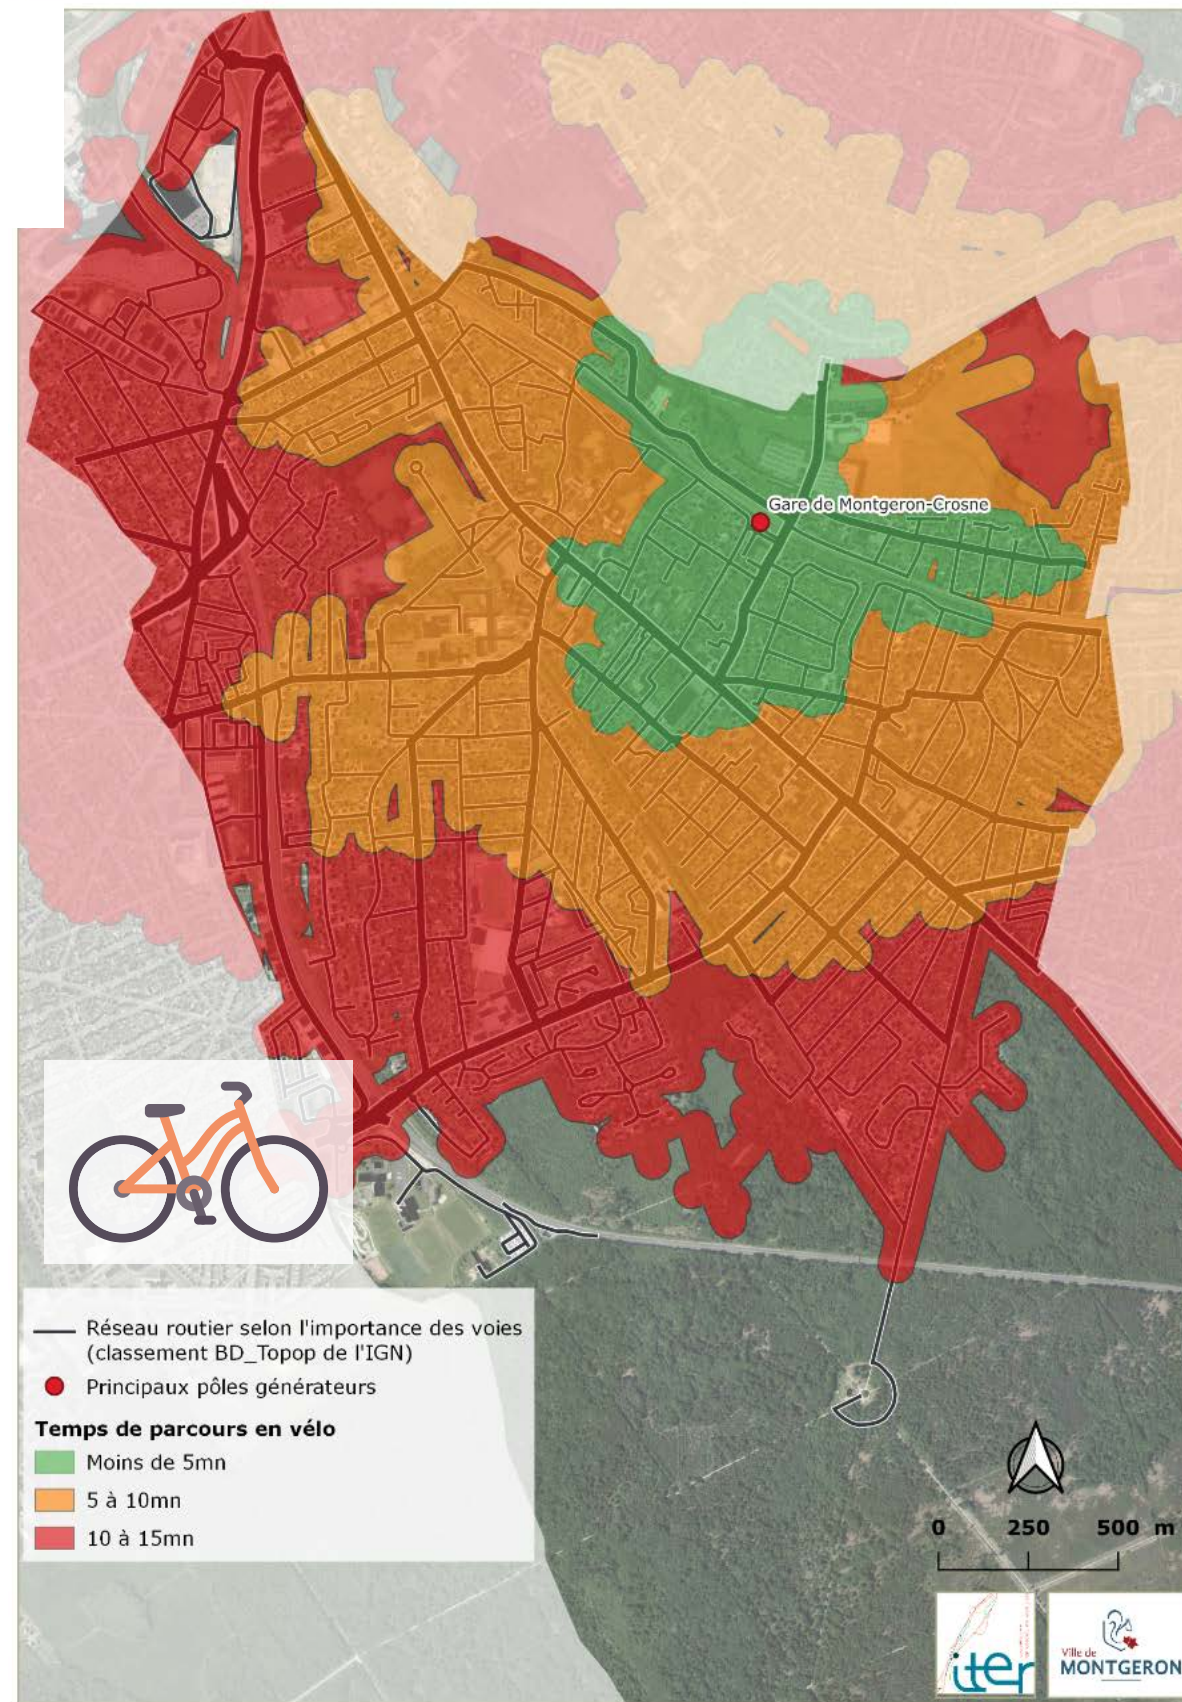 Gare de Montgeron-Crosne
Réseau routier selon l'importance des voies
(classement BD_Topop de l'IGN)
Principaux pôles générateurs
Temps de parcours en vélo
Moins de 5mn
5 à 10mn
10 à 15mn
0 250 500 m
iter
Ville de
MONTGERON